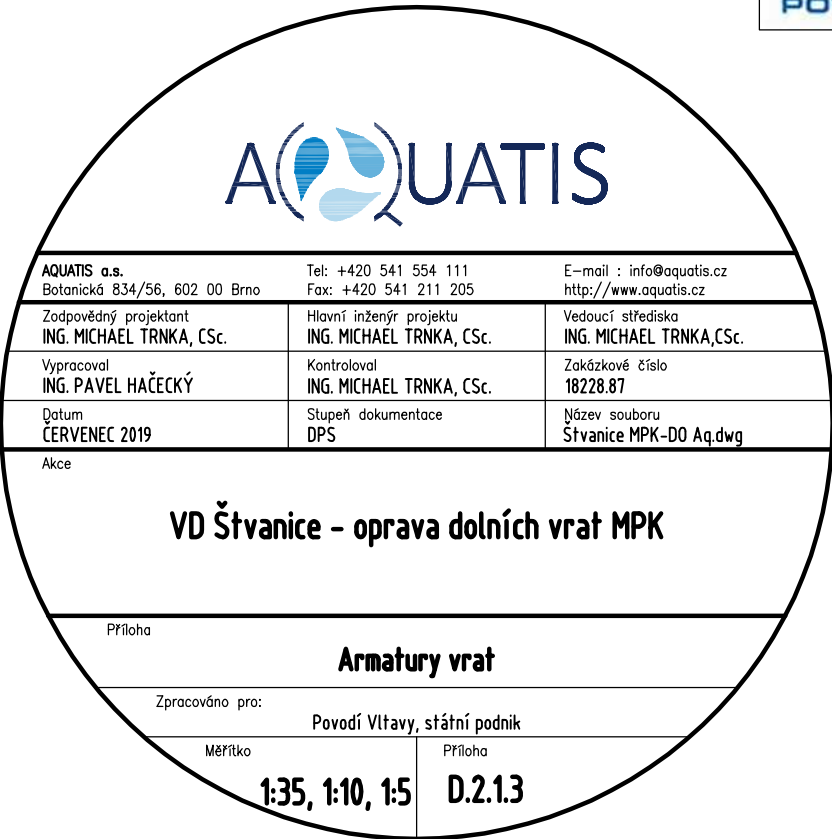 PO
AQUATIS
AQUATIS a.s.
Botanická 834/56, 602 00 Brno
Tel: +420 541 554 111
Fax: +420 541 211 205
E-mail : info@aquatis.cz
http://www.aquatis.cz
Zodpovědný projektant
ING. MICHAEL TRNKA, CSc.
Hlavní inženýr projektu
ING. MICHAEL TRNKA, CSc.
Vedoucí střediska
ING. MICHAEL TRNKA,CSc.
Vypracoval
ING. PAVEL HAČECKÝ
Kontroloval
ING. MICHAEL TRNKA, CSc.
Zakázkové číslo
18228.87
Datum
ČERVENEC 2019
Stupeň dokumentace
DPS
Název souboru
Štvanice MPK-DO Aq.dwg
Akce
VD Štvanice - oprava dolních vrat MPK
Příloha
Armatury vrat
Zpracováno pro:
Povodí Vltavy, státní podnik
Měřítko
1:35, 1:10, 1:5
Příloha
D.2.1.3